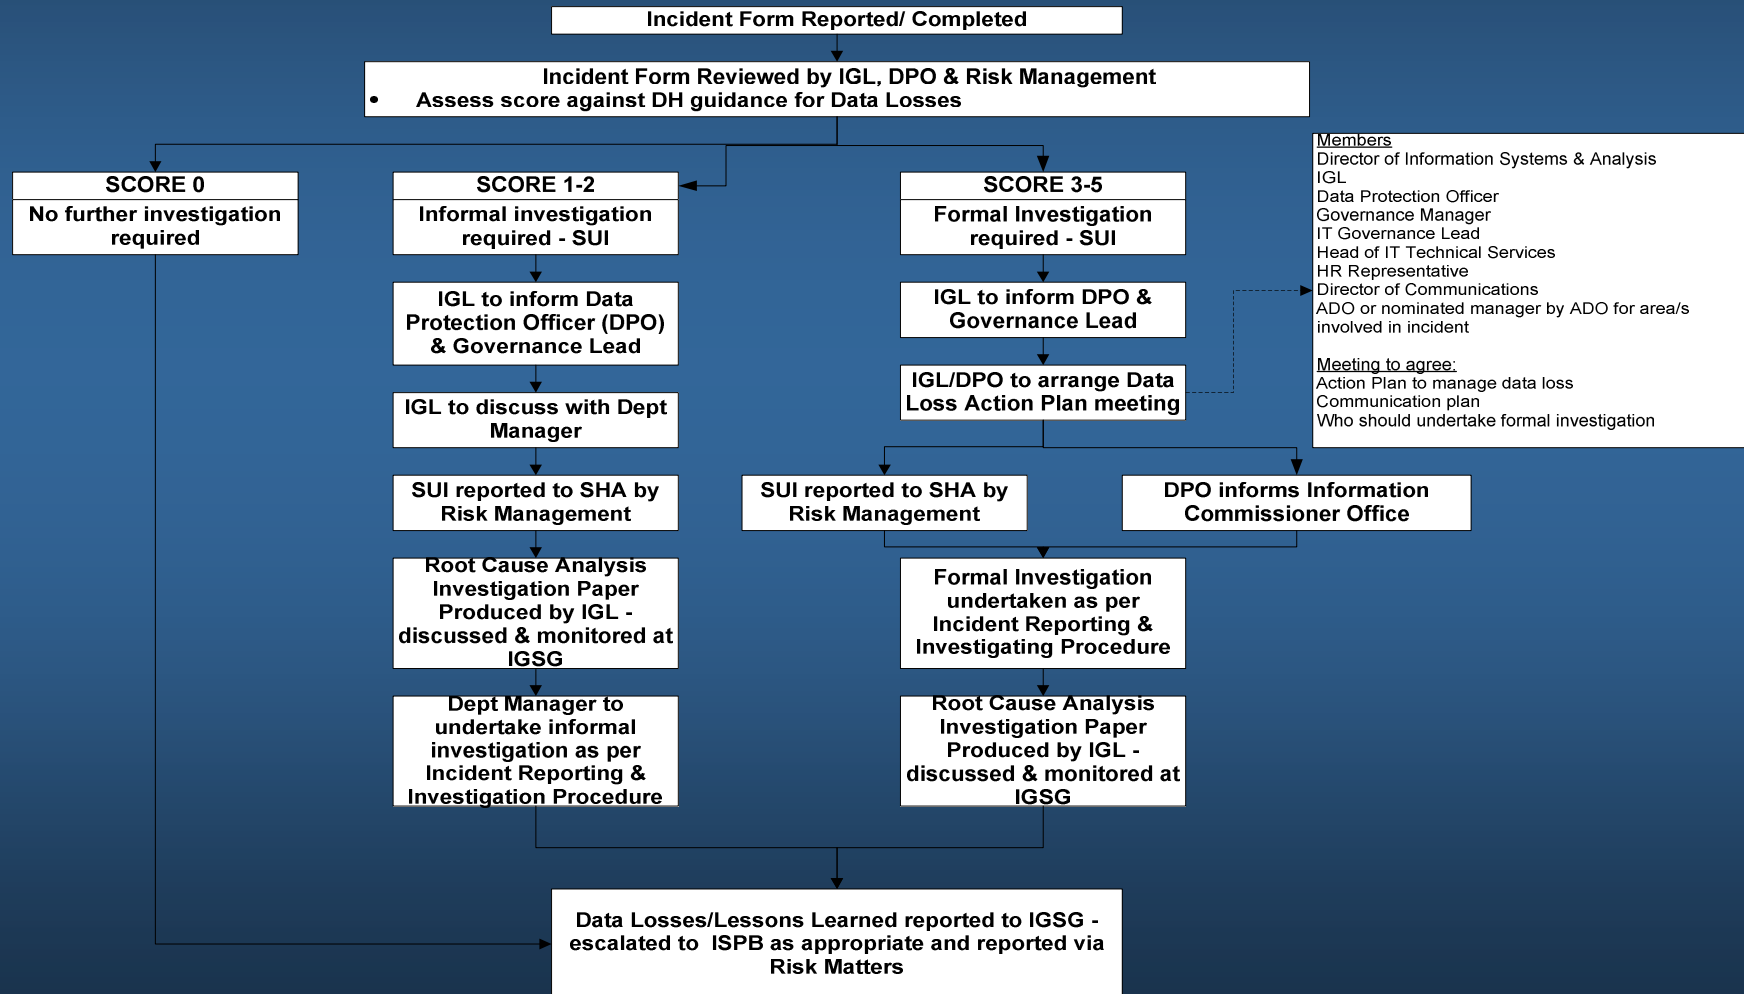 Incident Form Reported/ Completed
Incident Form Reviewed by IGL, DPO & Risk Management
• Assess score against DH guidance for Data Losses
SCORE 0
No further investigation
required
SCORE 1-2
Informal investigation
required - SUI
IGL to inform Data
Protection Officer (DPO)
& Governance Lead
IGL to discuss with Dept
Manager
SUI reported to SHA by
Risk Management
Root Cause Analysis
Investigation Paper
Produced by IGL -
discussed & monitored at
IGSG
Dept Manager to
undertake informal
investigation as per
Incident Reporting &
Investigation Procedure
SCORE 3-5
Formal Investigation
required - SUI
IGL to inform DPO &
Governance Lead
IGL/DPO to arrange Data
Loss Action Plan meeting
SUI reported to SHA by
Risk Management
DPO informs Information
Commissioner Office
Formal Investigation
undertaken as per
Incident Reporting &
Investigating Procedure
Root Cause Analysis
Investigation Paper
Produced by IGL -
discussed & monitored at
IGSG
Members
Director of Information Systems & Analysis
IGL
Data Protection Officer
Governance Manager
IT Governance Lead
Head of IT Technical Services
HR Representative
Director of Communications
ADO or nominated manager by ADO for area/s
involved in incident
Meeting to agree:
Action Plan to manage data loss
Communication plan
Who should undertake formal investigation
Data Losses/Lessons Learned reported to IGSG -
escalated to ISPB as appropriate and reported via
Risk Matters